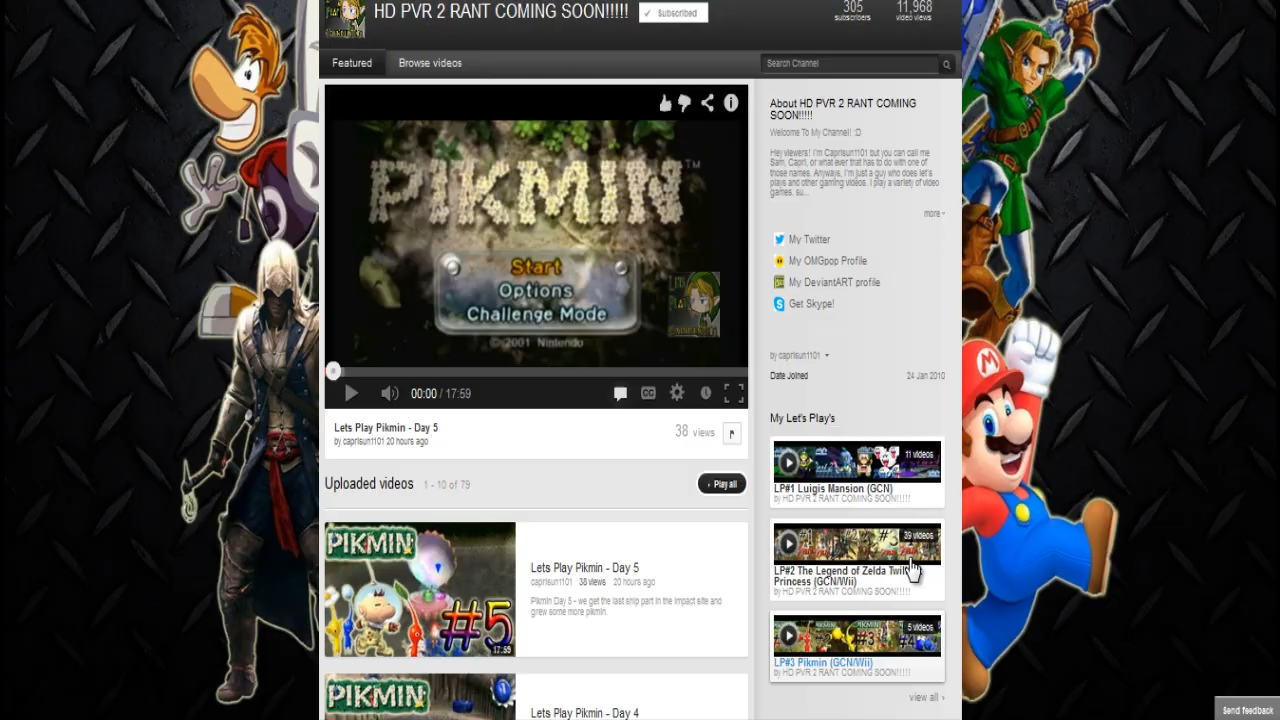 HD PVR 2 RANT COMING SOON!!!!!
✓ Subscribed
305
subscribers
11,968
video views
Featured
Browse videos
Search Channel
PIKMIN™
Start
Options
Challenge Mode
©2001 Nintendo
00:00 / 17:59
CC
Lets Play Pikmin - Day 5
by caprisun1101 20 hours ago
38 views
Uploaded videos 1 - 10 of 79
Play all
PIKMIN
#5
17:59
Lets Play Pikmin - Day 5
caprisun1101 38 views 20 hours ago
Pikmin Day 5 - we get the last ship part in the impact site and
grew some more pikmin.
PIKMIN
Lets Play Pikmin - Day 4
About HD PVR 2 RANT COMING
SOON!!!!!
Welcome To My Channel! :D
Hey viewers! I'm Caprisun1101 but you can call me
Sam, Capri, or what ever that has to do with one of
those names. Anyways, I'm just a guy who does let's
plays and other gaming videos. I play a variety of video
games, su...
more
My Twitter
My OMGpop Profile
My DeviantART profile
Get Skype!
by caprisun1101
Date Joined 24 Jan 2010
My Let's Play's
11 videos
LP#1 Luigis Mansion (GCN)
by HD PVR 2 RANT COMING SOON!!!!!
39 videos
LP#2 The Legend of Zelda Twili
Princess (GCN/Wii)
by HD PVR 2 RANT COMING SOON!!!!!
5 videos
LP#3 Pikmin (GCN/Wii)
by HD PVR 2 RANT COMING SOON!!!!!
view all
Send feedback